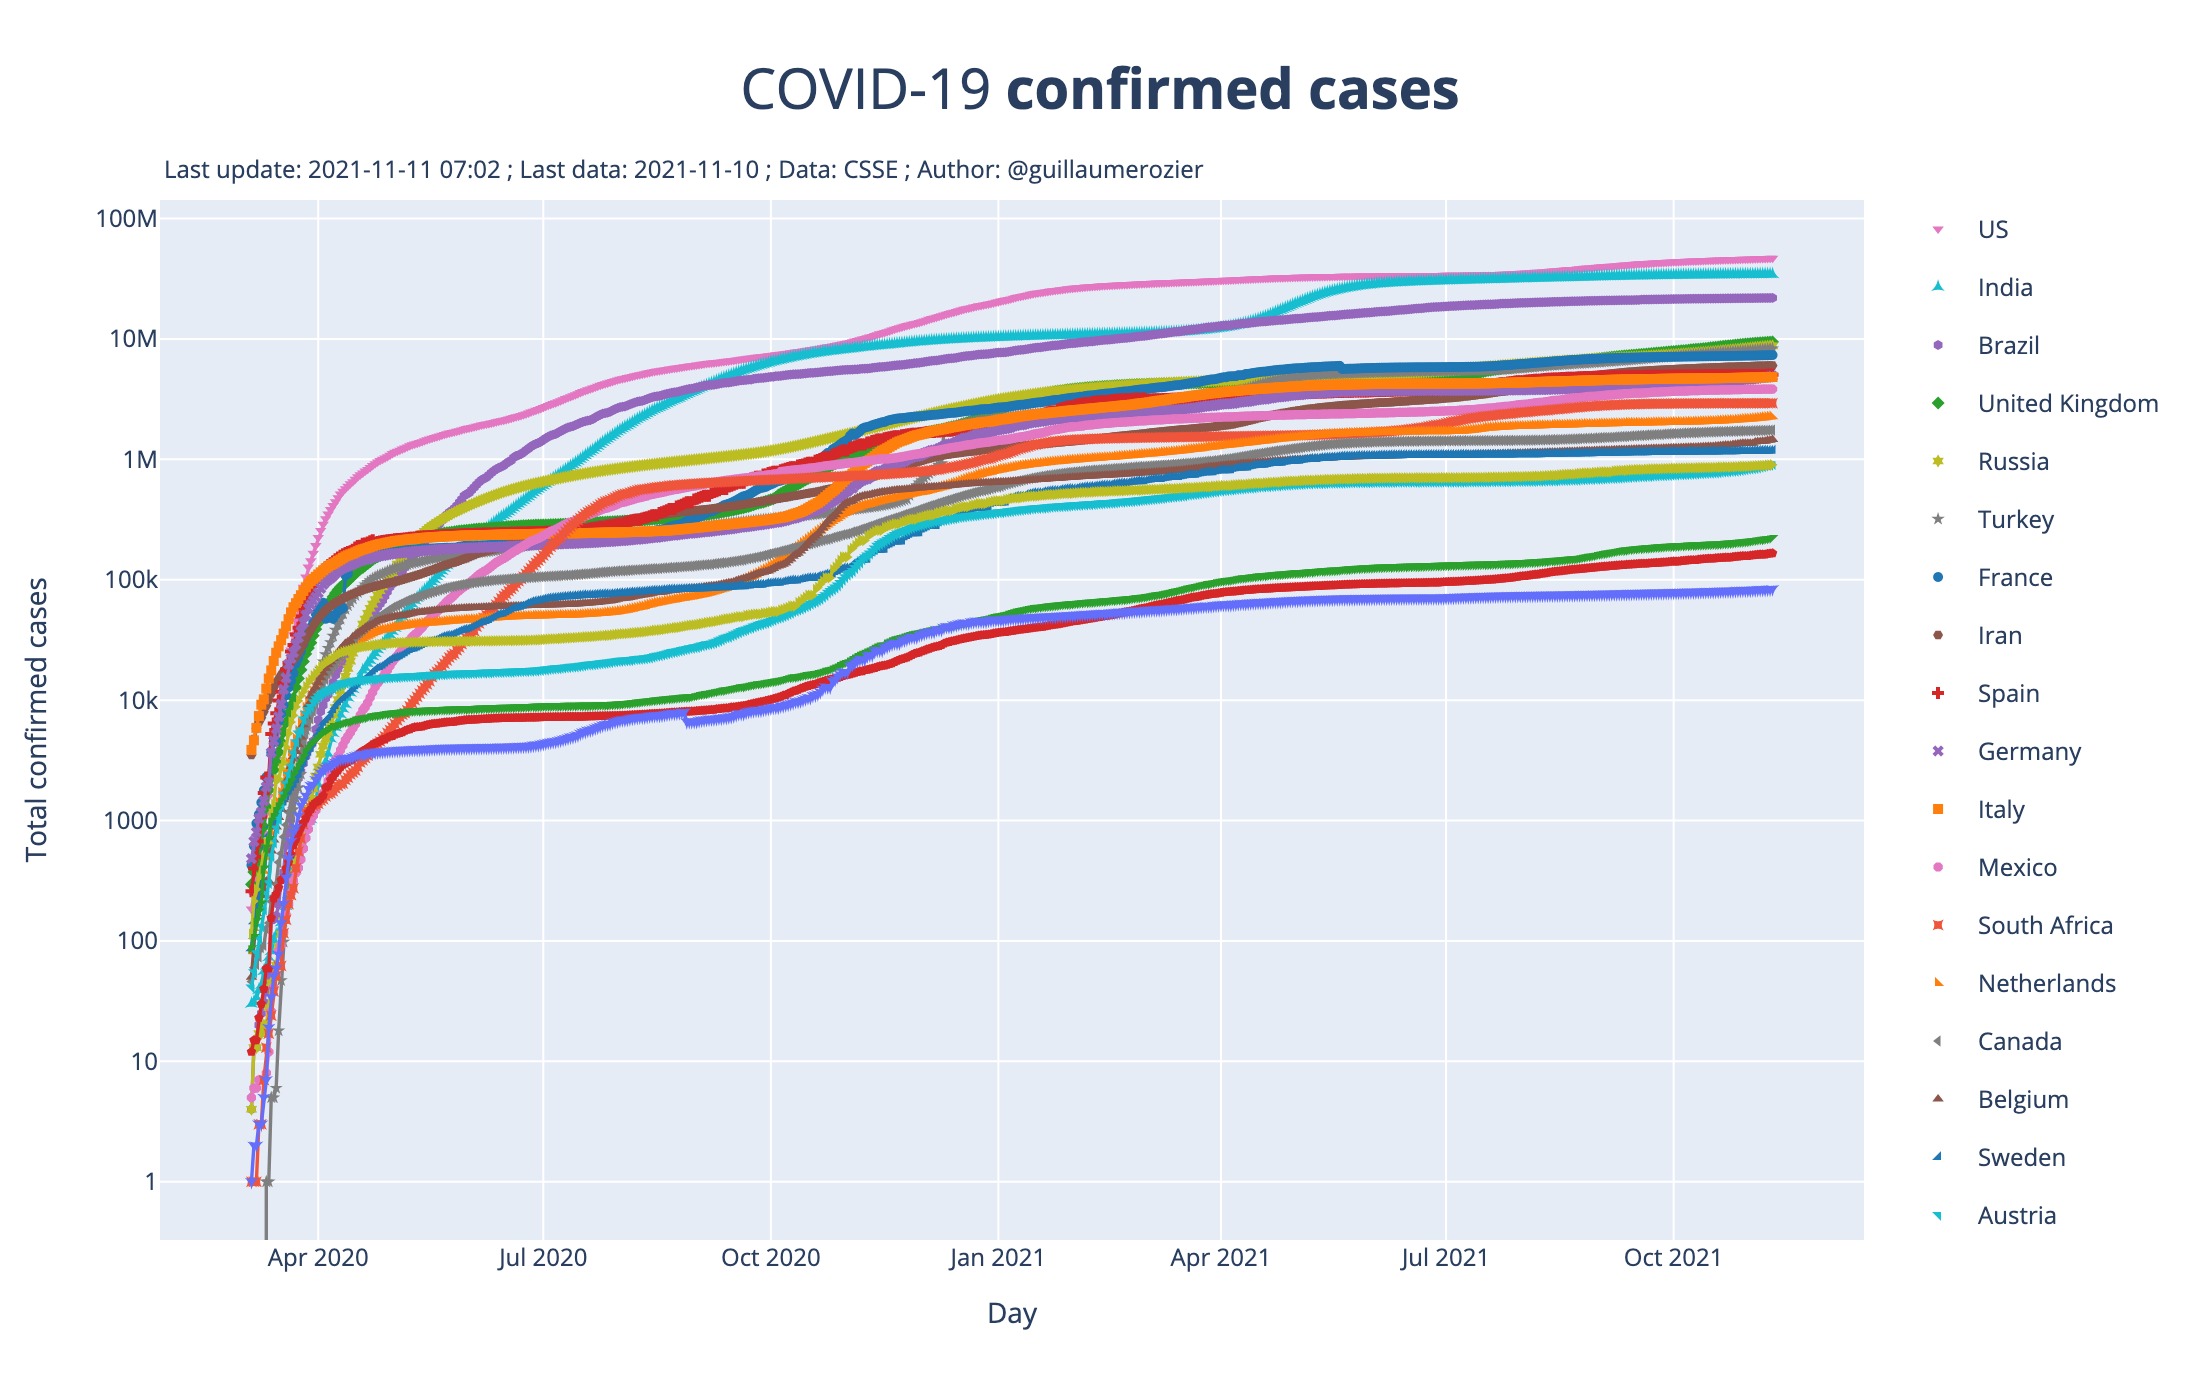 COVID-19 confirmed cases
Last update: 2021-11-11 07:02 ; Last data: 2021-11-10 ; Data: CSSE ; Author: @guillaumerozier
Total confirmed cases
100M
10M
1M
100k
10k
1000
100
10
1
Apr 2020
Jul 2020
Oct 2020
Jan 2021
Apr 2021
Jul 2021
Oct 2021
Day
US
India
Brazil
United Kingdom
Russia
Turkey
France
Iran
Spain
Germany
Italy
Mexico
South Africa
Netherlands
Canada
Belgium
Sweden
Austria